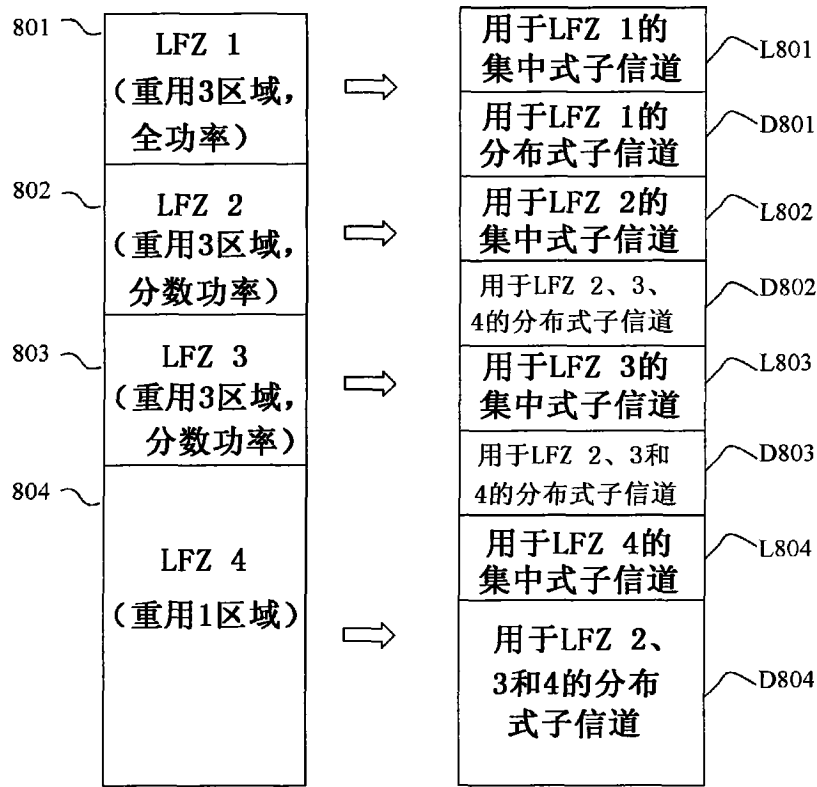 801
LFZ 1
（重用3区域，
全功率）
802
LFZ 2
（重用3区域，
分数功率）
803
LFZ 3
（重用3区域，
分数功率）
804
LFZ 4
（重用1区域）
用于LFZ 1的
集中式子信道
L801
用于LFZ 1的
分布式子信道
D801
用于LFZ 2的
集中式子信道
L802
用于LFZ 2、3、
4的分布式子信道
D802
用于LFZ 3的
集中式子信道
L803
用于LFZ 2、3和
4的分布式子信道
D803
用于LFZ 4的
集中式子信道
L804
用于LFZ 2、
3和4的分布
式子信道
D804